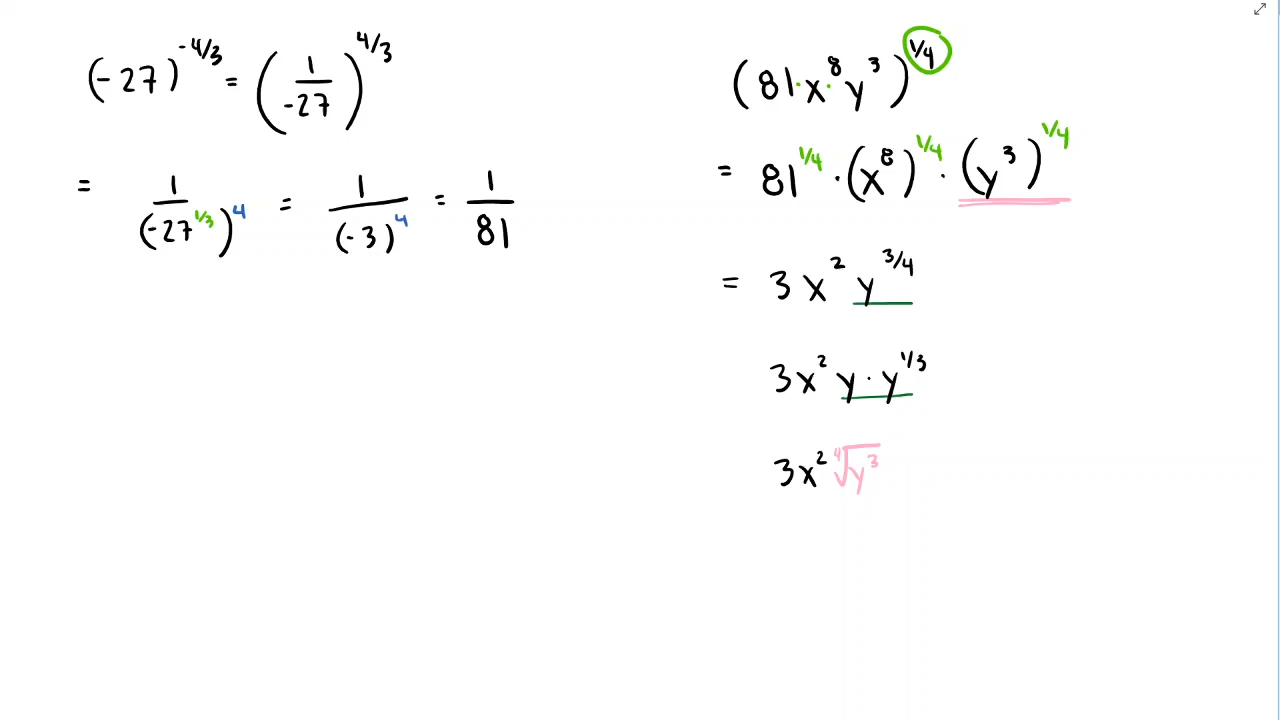 (-27)^{-4/3} = (1/-27)^{4/3}
= 1/(-27^{1/3})^4 = 1/(-3)^4 = 1/81
(81·x^8·y^3)^{1/4}
= 81^{1/4}·(x^8)^{1/4}·(y^3)^{1/4}
= 3x^2 y^{3/4}
3x^2 y·y^{1/3}
3x^2 ∜(y^3)